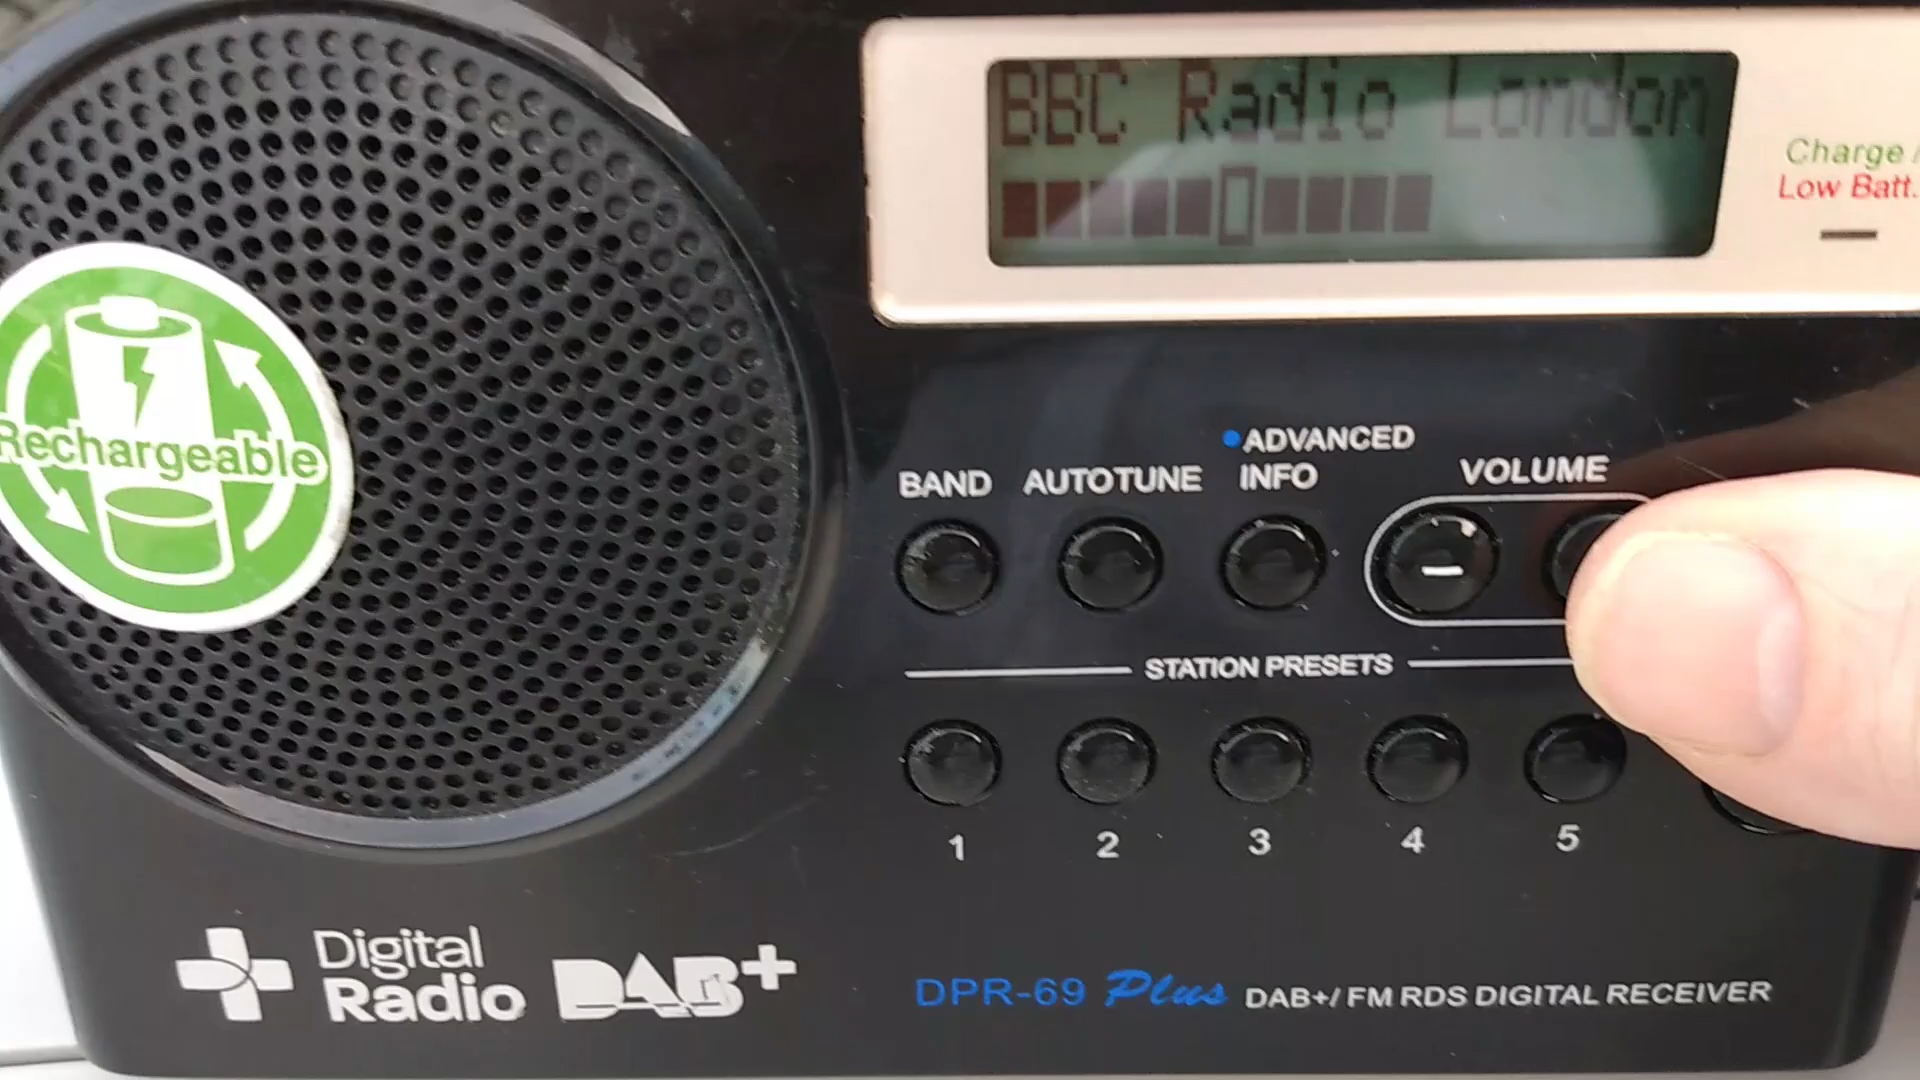 BBC Radio London
Charge /
Low Batt.
Rechargeable
ADVANCED
BAND AUTOTUNE INFO VOLUME
STATION PRESETS
1 2 3 4 5
Digital
Radio
DAB+
DPR-69 Plus DAB+/ FM RDS DIGITAL RECEIVER